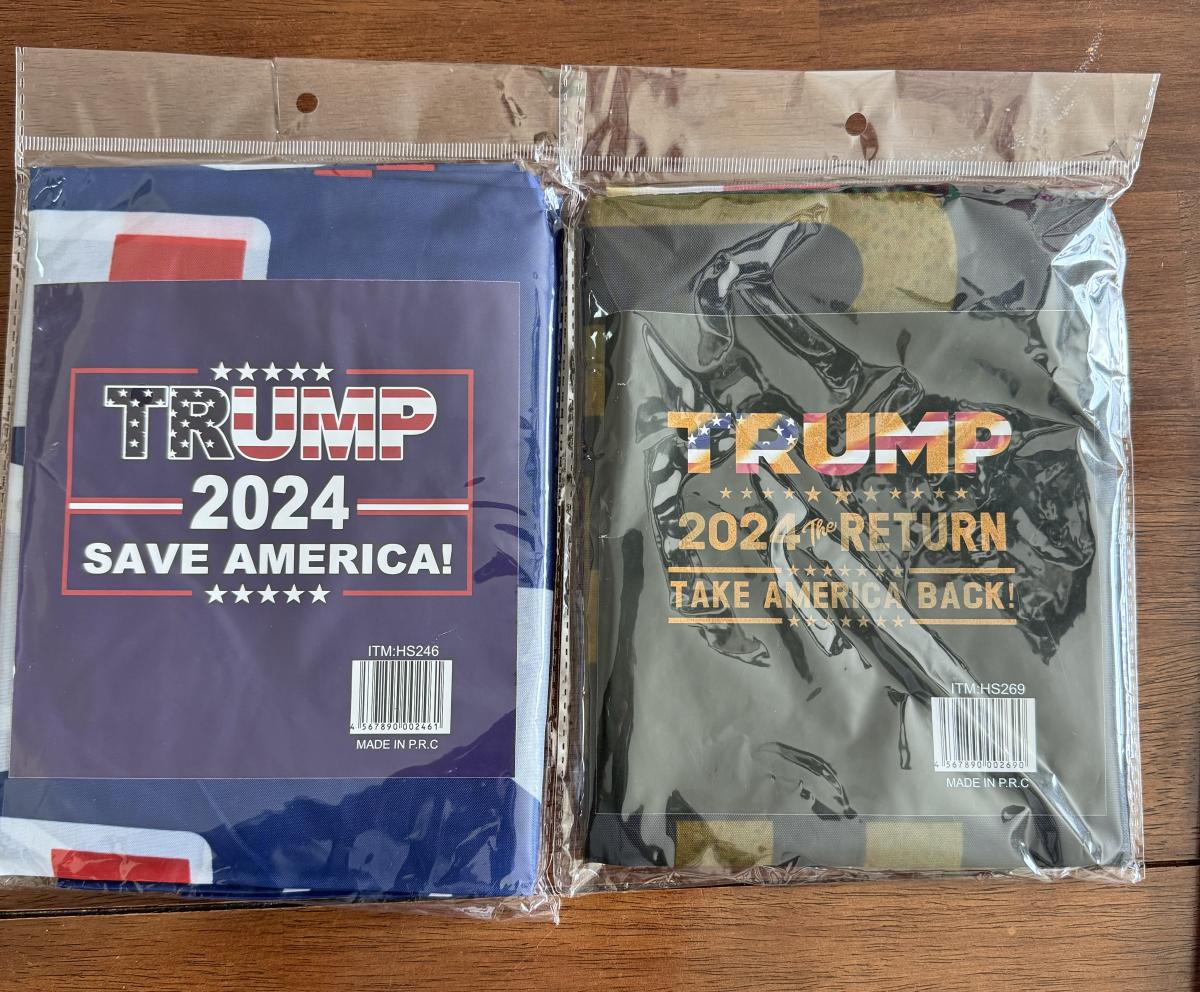 TRUMP
2024
SAVE AMERICA!
ITM:HS246
4 567890 002461
MADE IN P.R.C
TRUMP
2024 The RETURN
TAKE AMERICA BACK!
ITM:HS269
4 567890 002690
MADE IN P.R.C